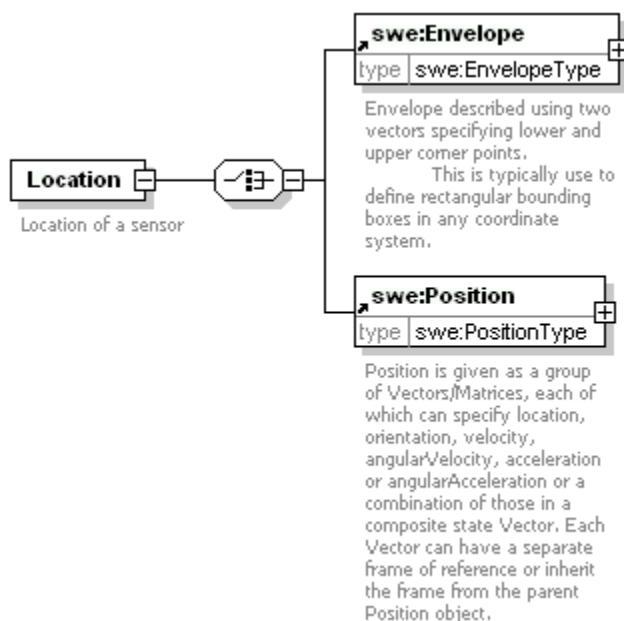 swe:Envelope
type swe:EnvelopeType
Envelope described using two
vectors specifying lower and
upper corner points.
This is typically use to
define rectangular bounding
boxes in any coordinate
system.
Location
Location of a sensor
swe:Position
type swe:PositionType
Position is given as a group
of Vectors/Matrices, each of
which can specify location,
orientation, velocity,
angularVelocity, acceleration
or angularAcceleration or a
combination of those in a
composite state Vector. Each
Vector can have a separate
frame of reference or inherit
the frame from the parent
Position object.